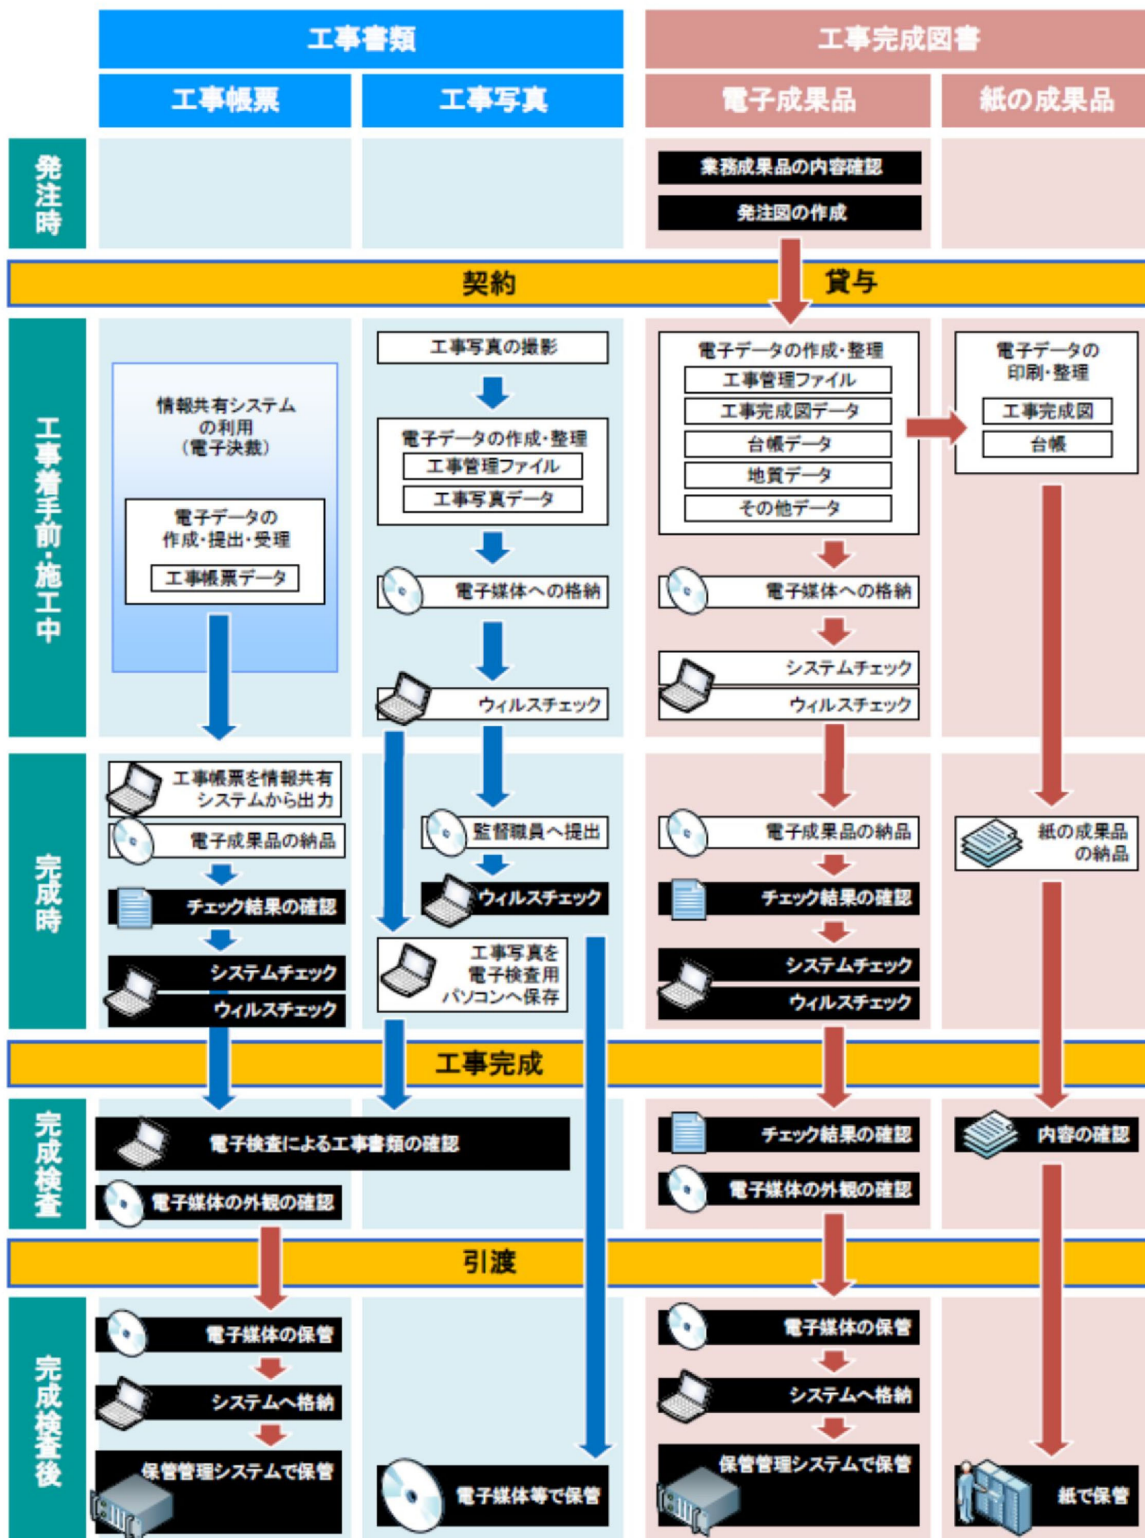 工事書類
工事完成図書
工事帳票
工事写真
電子成果品
紙の成果品
発注時
業務成果品の内容確認
発注図の作成
契約
貸与
工事着手前・施工中
情報共有システム
の利用
（電子決裁）
電子データの
作成・提出・受理
工事帳票データ
工事写真の撮影
電子データの作成・整理
工事管理ファイル
工事写真データ
電子媒体への格納
ウィルスチェック
電子データの作成・整理
工事管理ファイル
工事完成図データ
台帳データ
地質データ
その他データ
電子媒体への格納
システムチェック
ウィルスチェック
電子データの
印刷・整理
工事完成図
台帳
完成時
工事帳票を情報共有
システムから出力
電子成果品の納品
チェック結果の確認
システムチェック
ウィルスチェック
監督職員へ提出
ウィルスチェック
工事写真を
電子検査用
パソコンへ保存
電子成果品の納品
チェック結果の確認
システムチェック
ウィルスチェック
紙の成果品
の納品
工事完成
完成検査
電子検査による工事書類の確認
電子媒体の外観の確認
チェック結果の確認
電子媒体の外観の確認
内容の確認
引渡
完成検査後
電子媒体の保管
システムへ格納
保管管理システムで保管
電子媒体等で保管
電子媒体の保管
システムへ格納
保管管理システムで保管
紙で保管